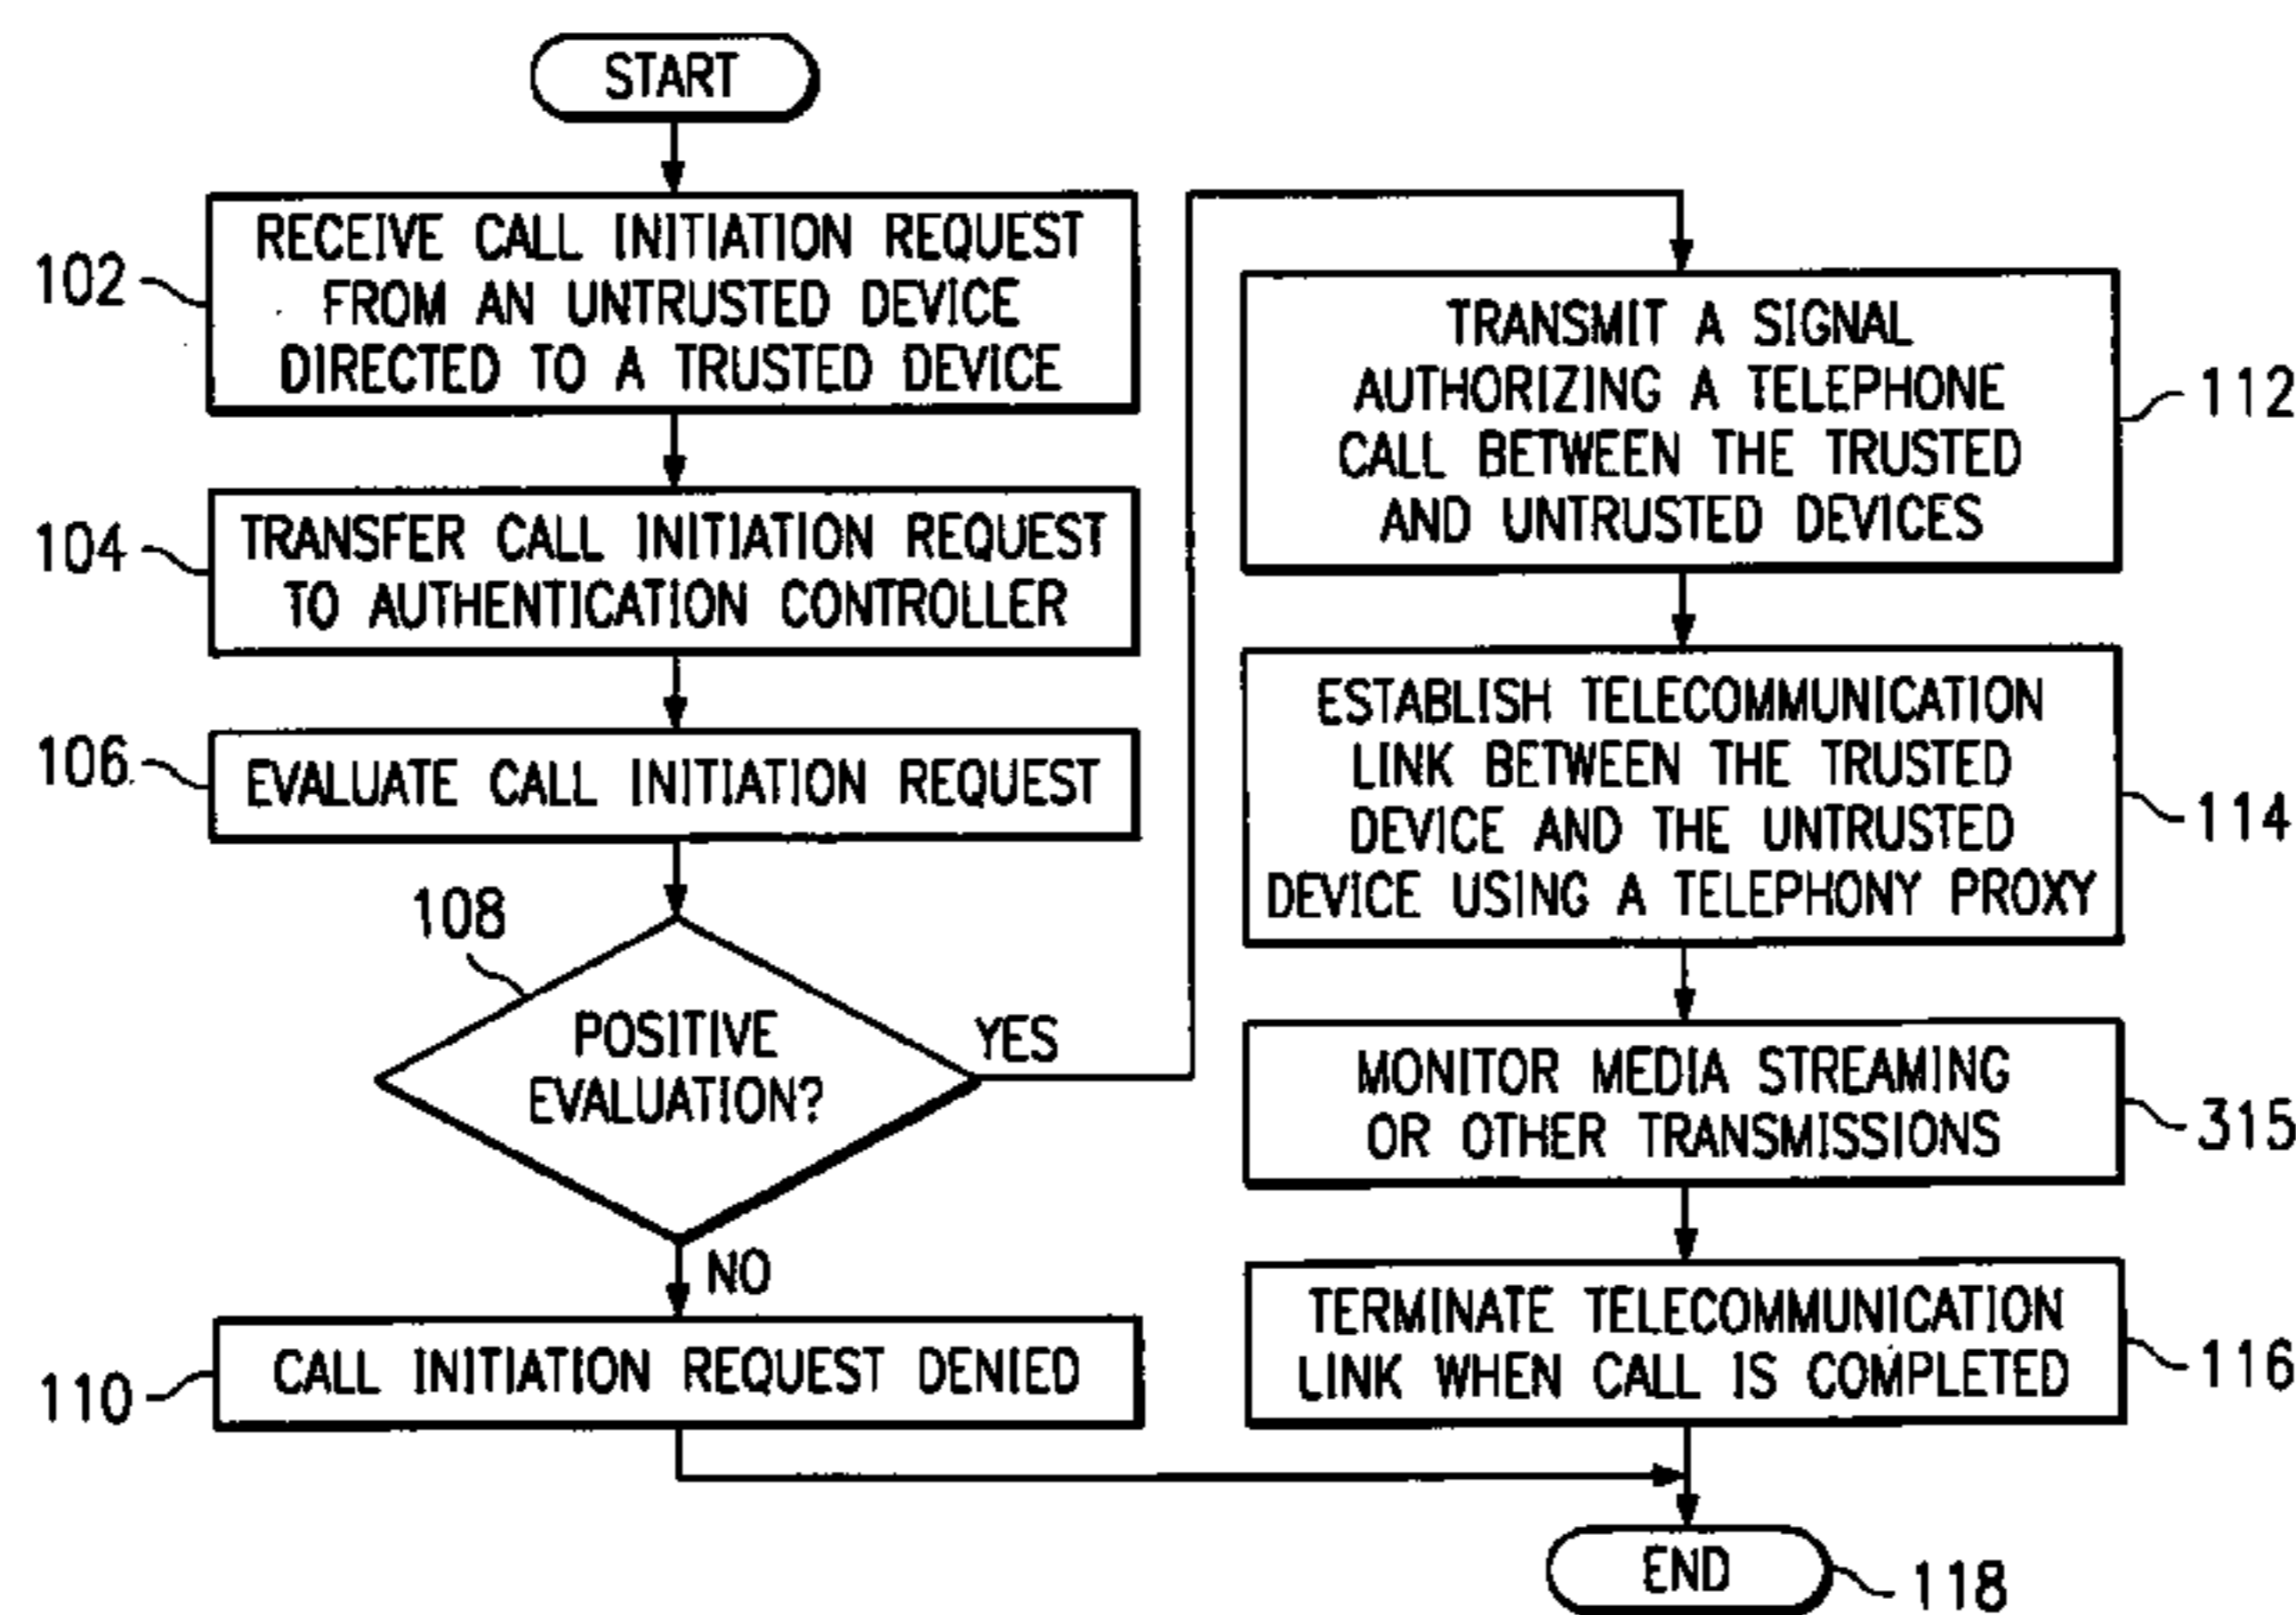 START
102
RECEIVE CALL INITIATION REQUEST
FROM AN UNTRUSTED DEVICE
DIRECTED TO A TRUSTED DEVICE
104
TRANSFER CALL INITIATION REQUEST
TO AUTHENTICATION CONTROLLER
106
EVALUATE CALL INITIATION REQUEST
108
POSITIVE
EVALUATION?
YES
NO
110
CALL INITIATION REQUEST DENIED
TRANSMIT A SIGNAL
AUTHORIZING A TELEPHONE
CALL BETWEEN THE TRUSTED
AND UNTRUSTED DEVICES
112
ESTABLISH TELECOMMUNICATION
LINK BETWEEN THE TRUSTED
DEVICE AND THE UNTRUSTED
DEVICE USING A TELEPHONY PROXY
114
MONITOR MEDIA STREAMING
OR OTHER TRANSMISSIONS
315
TERMINATE TELECOMMUNICATION
LINK WHEN CALL IS COMPLETED
116
END
118